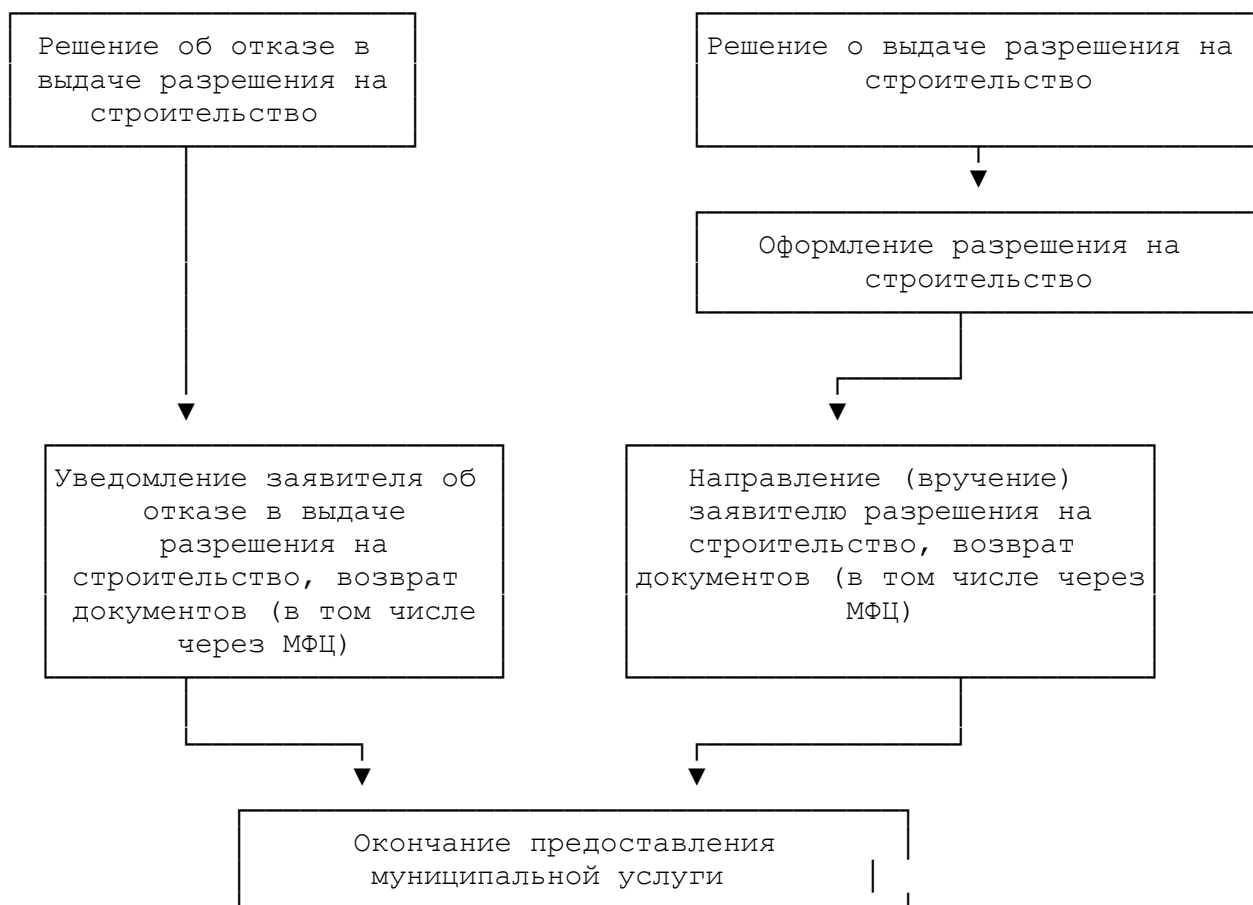 Решение об отказе в
выдаче разрешения на
строительство
Решение о выдаче разрешения на
строительство
Оформление разрешения на
строительство
Уведомление заявителя об
отказе в выдаче
разрешения на
строительство, возврат
документов (в том числе
через МФЦ)
Направление (вручение)
заявителю разрешения на
строительство, возврат
документов (в том числе через
МФЦ)
Окончание предоставления
муниципальной услуги